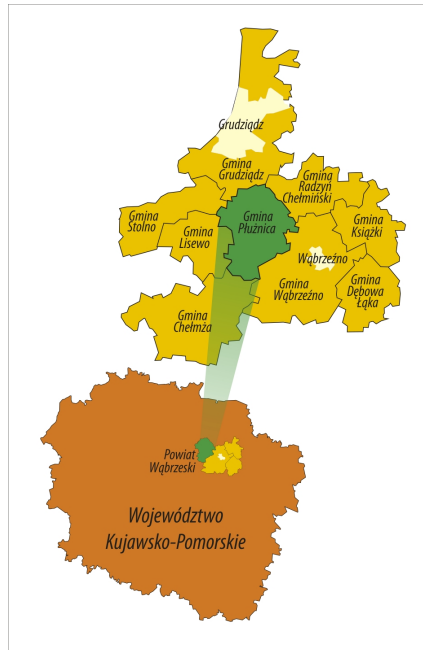 Grudziądz
Gmina
Grudziądz
Gmina
Radzyń
Chełmiński
Gmina
Stolno
Gmina
Lisewo
Gmina
Płużnica
Gmina
Książki
Wąbrzeźno
Gmina
Wąbrzeźno
Gmina
Dębowa
Łąka
Gmina
Chełmża
Powiat
Wąbrzeski
Województwo
Kujawsko-Pomorskie